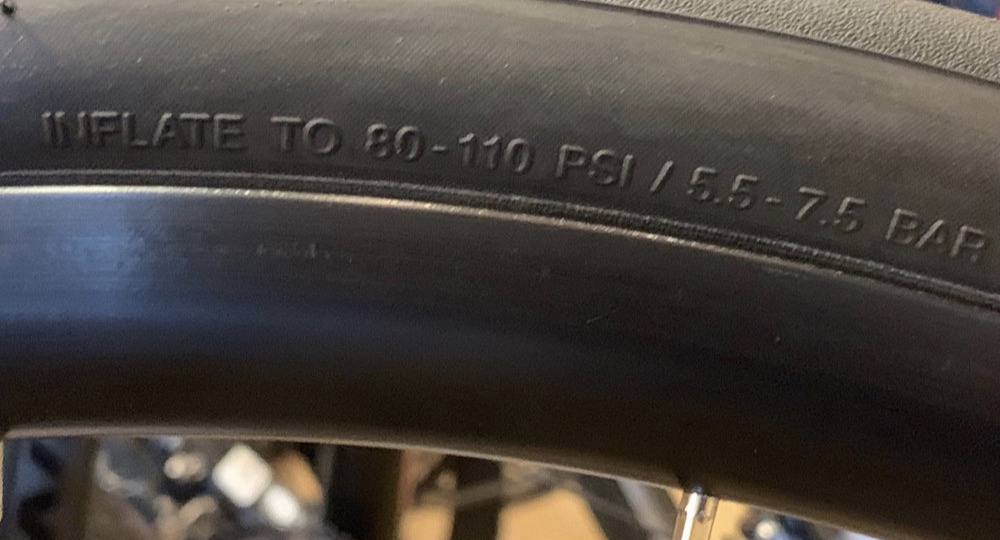 INFLATE TO 80-110 PSI / 5.5-7.5 BAR